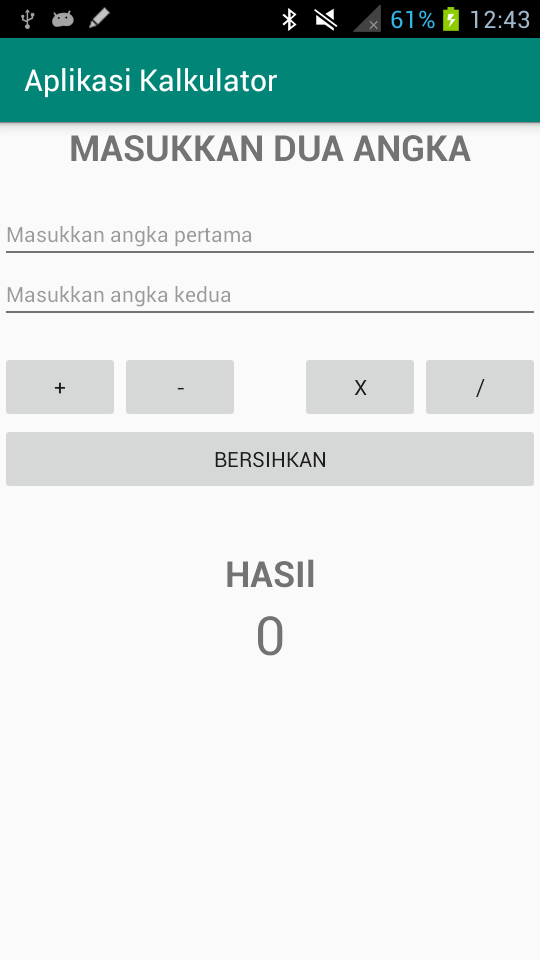 61% 12:43
Aplikasi Kalkulator
MASUKKAN DUA ANGKA
Masukkan angka pertama
Masukkan angka kedua
+ - X /
BERSIHKAN
HASIl
0